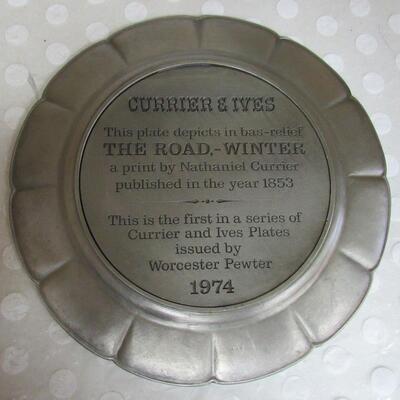 CURRIER & IVES
This plate depicts in bas-relief
THE ROAD,-WINTER
a print by Nathaniel Currier
published in the year 1853
This is the first in a series of
Currier and Ives Plates
issued by
Worcester Pewter
1974